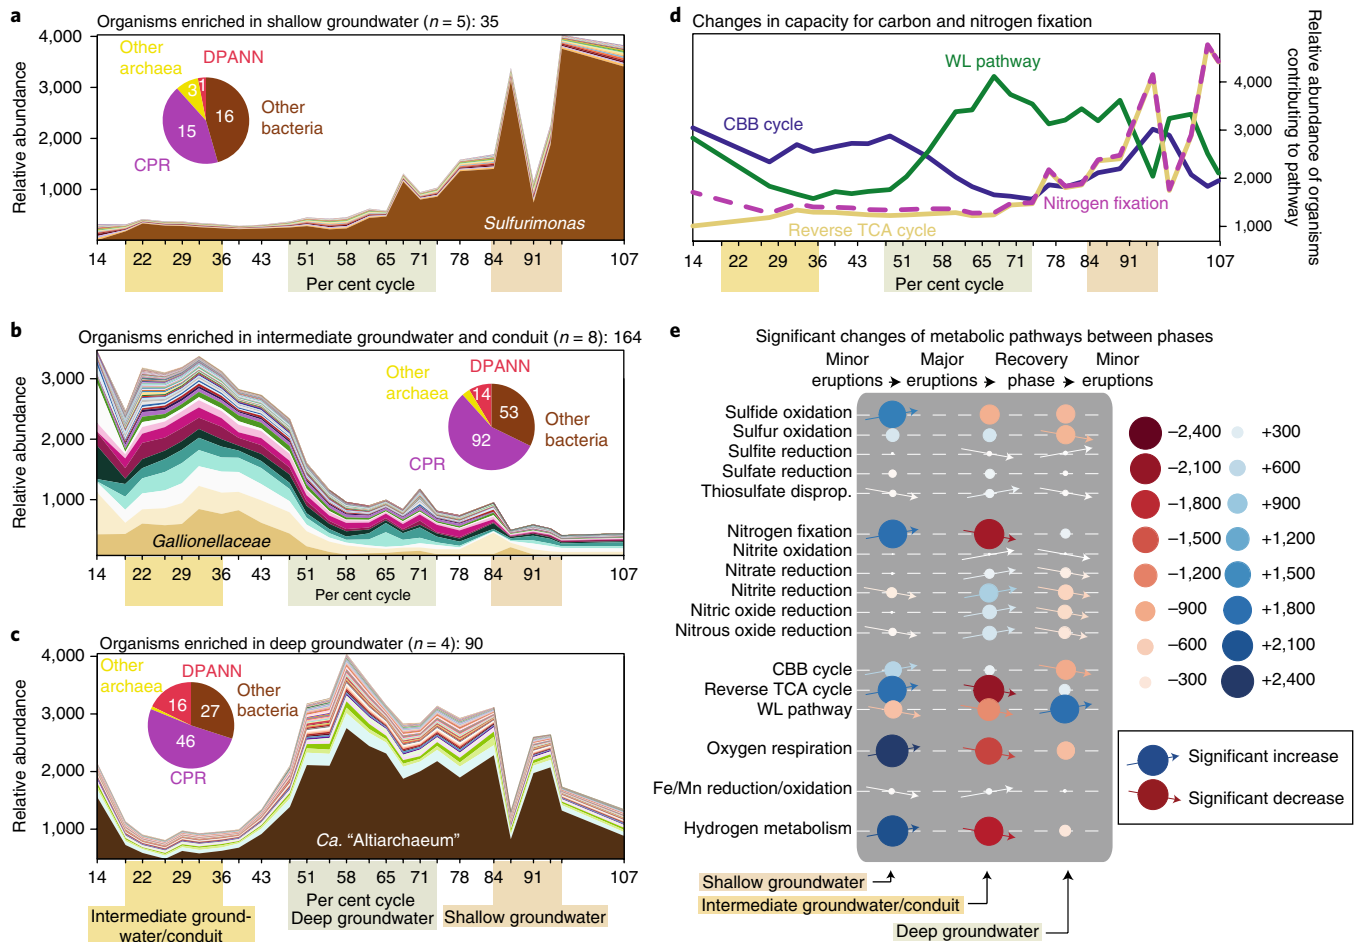 a Organisms enriched in shallow groundwater (n = 5): 35
Relative abundance
4,000
3,000
2,000
1,000
Other
archaea
DPANN
3
1
16
15
Other
bacteria
CPR
Sulfurimonas
14 22 29 36 43 51 58 65 71 78 84 91 107
Per cent cycle
b Organisms enriched in intermediate groundwater and conduit (n = 8): 164
Relative abundance
3,000
2,000
1,000
Other
archaea
DPANN
14
53
92
Other
bacteria
CPR
Gallionellaceae
14 22 29 36 43 51 58 65 71 78 84 91 107
Per cent cycle
c Organisms enriched in deep groundwater (n = 4): 90
Relative abundance
4,000
3,000
2,000
1,000
Other
archaea
DPANN
16
27
46
Other
bacteria
CPR
Ca. “Altiarchaeum”
14 22 29 36 43 51 58 65 71 78 84 91 107
Per cent cycle
Intermediate ground-
water/conduit
Deep groundwater
Shallow groundwater
d Changes in capacity for carbon and nitrogen fixation
WL pathway
CBB cycle
Nitrogen fixation
Reverse TCA cycle
4,000
3,000
2,000
1,000
Relative abundance of organisms
contributing to pathway
14 22 29 36 43 51 58 65 71 78 84 91 107
Per cent cycle
e Significant changes of metabolic pathways between phases
Minor Major Recovery Minor
eruptions eruptions phase eruptions
Sulfide oxidation
Sulfur oxidation
Sulfite reduction
Sulfate reduction
Thiosulfate disprop.
Nitrogen fixation
Nitrite oxidation
Nitrate reduction
Nitrite reduction
Nitric oxide reduction
Nitrous oxide reduction
CBB cycle
Reverse TCA cycle
WL pathway
Oxygen respiration
Fe/Mn reduction/oxidation
Hydrogen metabolism
–2,400 +300
–2,100 +600
–1,800 +900
–1,500 +1,200
–1,200 +1,500
–900 +1,800
–600 +2,100
–300 +2,400
Significant increase
Significant decrease
Shallow groundwater
Intermediate groundwater/conduit
Deep groundwater